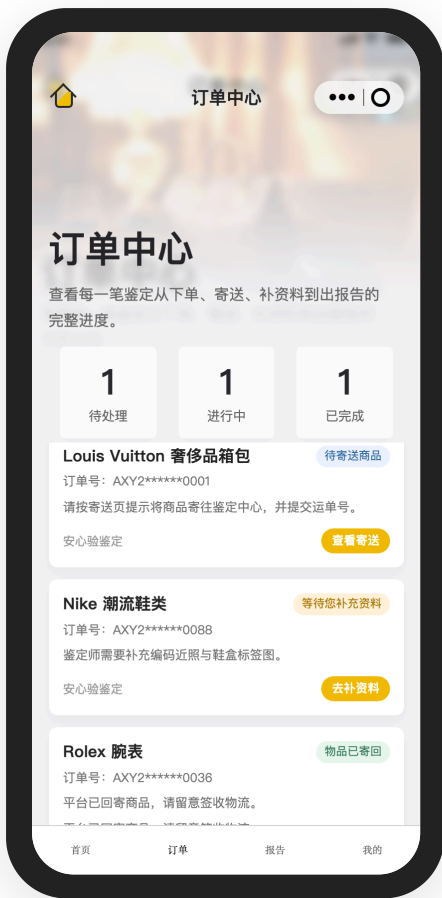 订单中心
订单中心
查看每一笔鉴定从下单、寄送、补资料到出报告的
完整进度。
1
1
1
待处理
进行中
已完成
Louis Vuitton 奢侈品箱包
待寄送商品
订单号：AXY2******0001
请按寄送页提示将商品寄往鉴定中心，并提交运单号。
安心验鉴定
查看寄送
Nike 潮流鞋类
等待您补充资料
订单号：AXY2******0088
鉴定师需要补充编码近照与鞋盒标签图。
安心验鉴定
去补资料
Rolex 腕表
物品已寄回
订单号：AXY2******0036
平台已回寄商品，请留意签收物流。
首页
订单
报告
我的